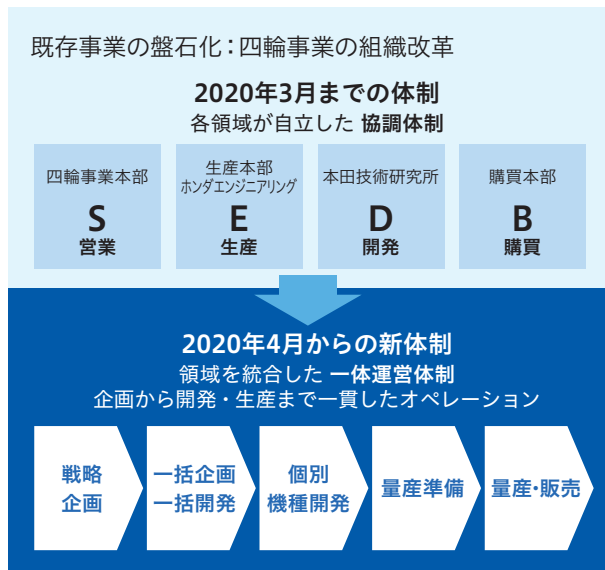 既存事業の盤石化：四輪事業の組織改革
2020年3月までの体制
各領域が自立した 協調体制
四輪事業本部
S
営業
生産本部
ホンダエンジニアリング
E
生産
本田技術研究所
D
開発
購買本部
B
購買
2020年4月からの新体制
領域を統合した 一体運営体制
企画から開発・生産まで一貫したオペレーション
戦略
企画
一括企画
一括開発
個別
機種開発
量産準備
量産・販売